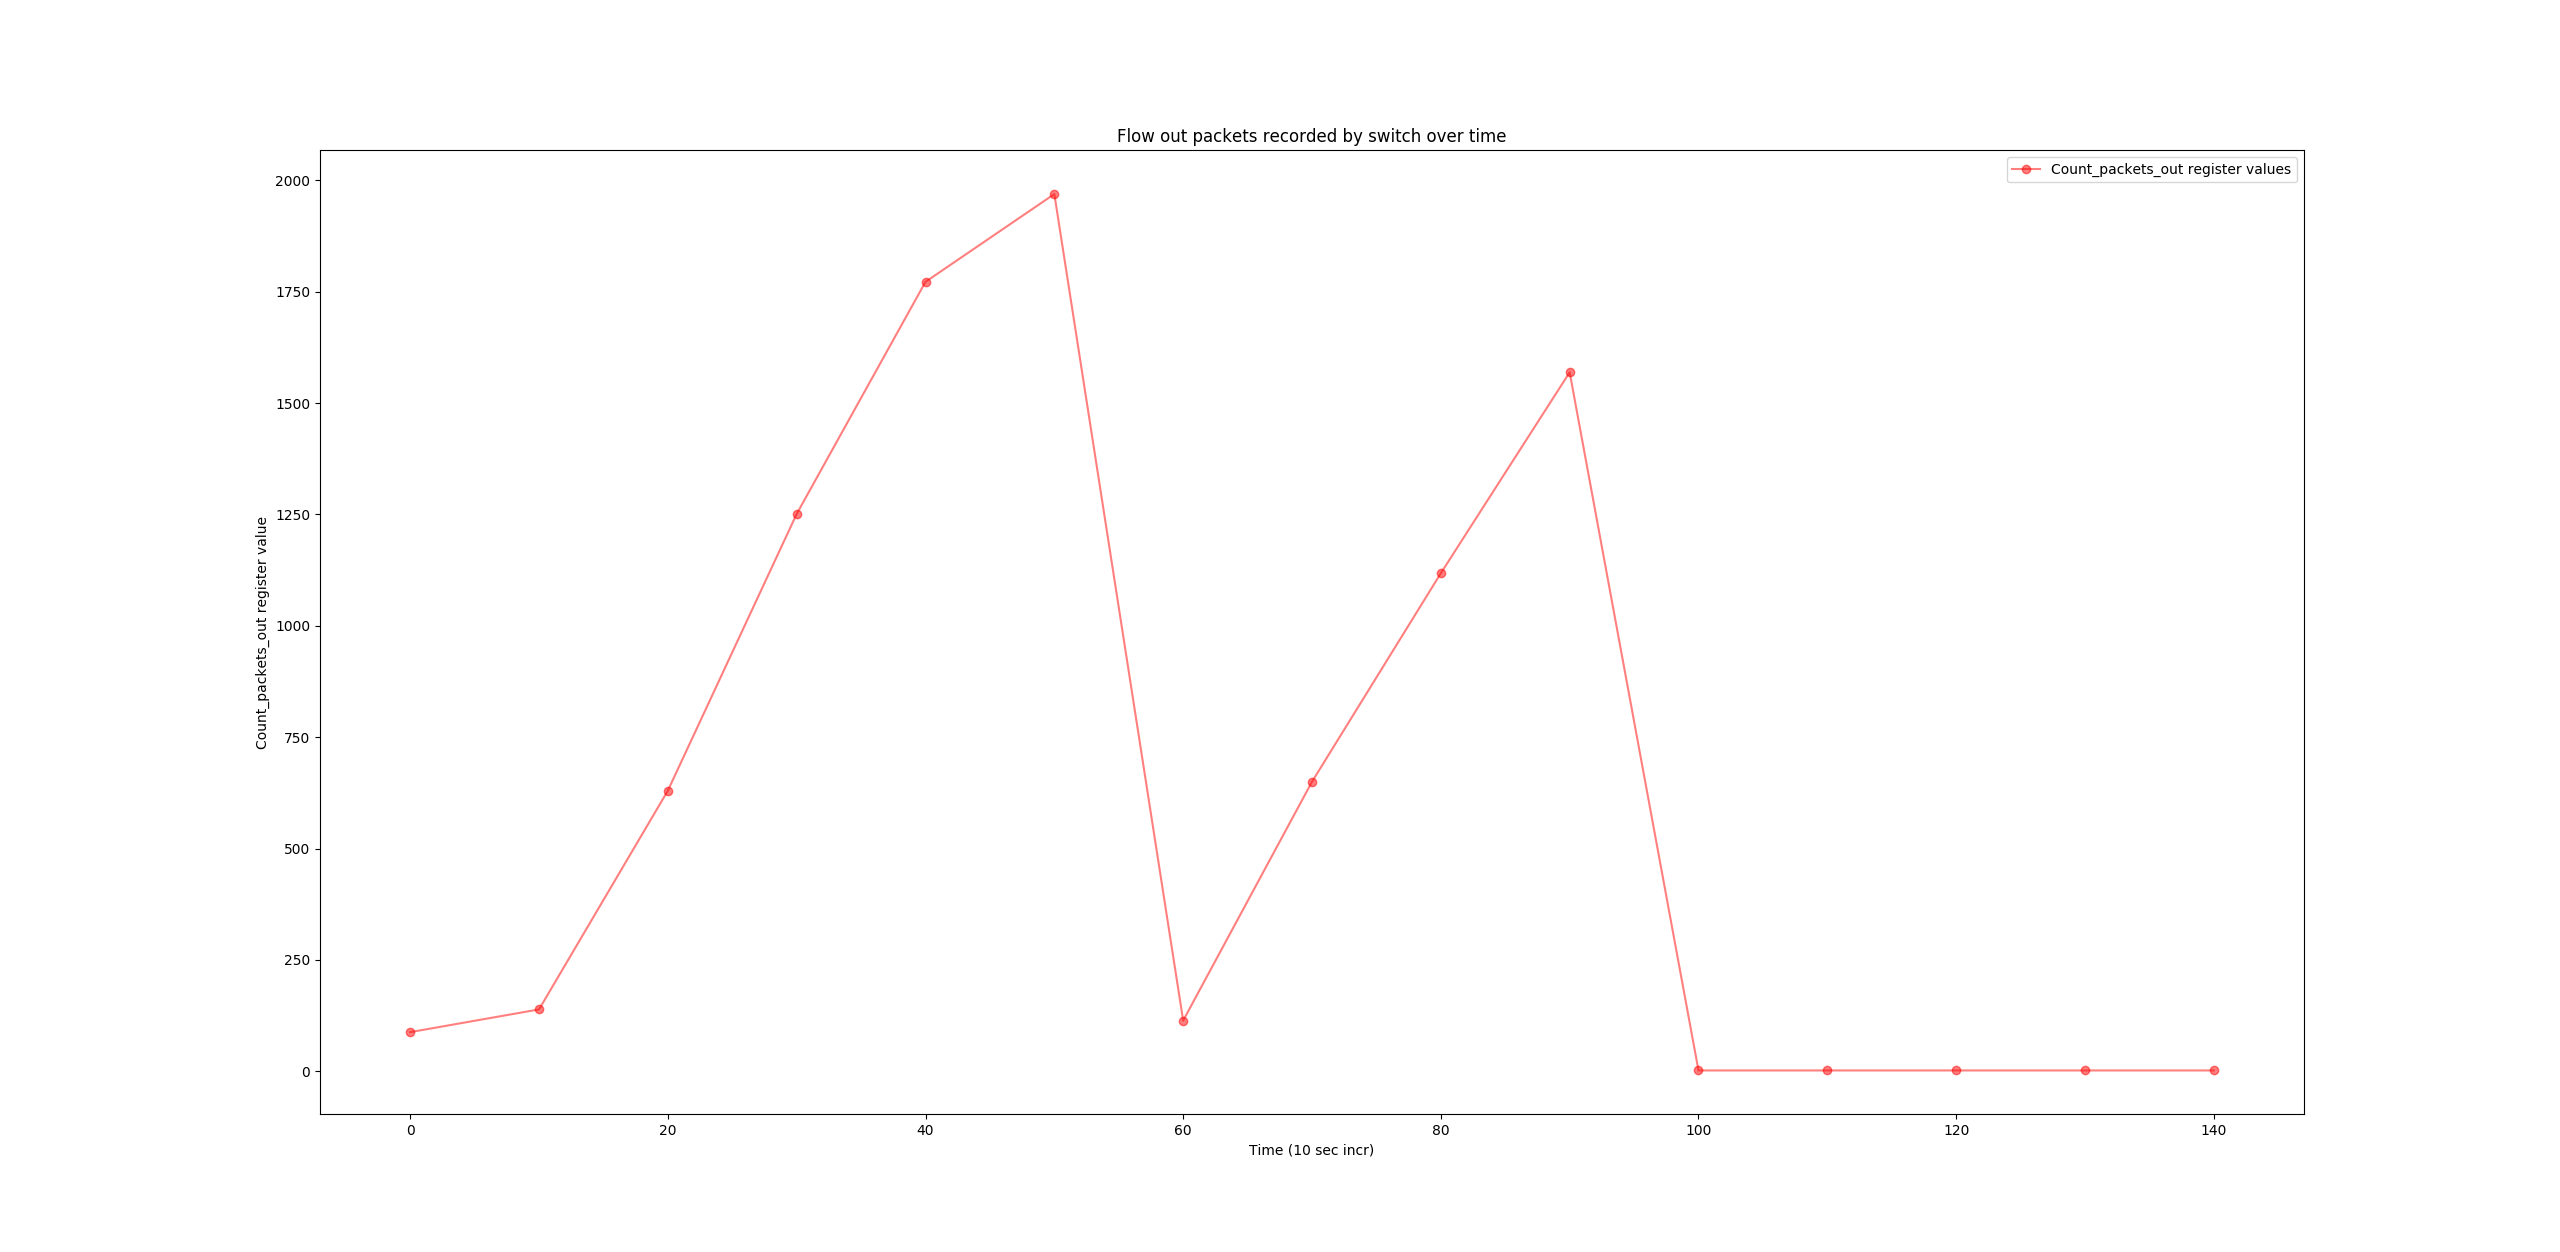 Flow out packets recorded by switch over time
Count_packets_out register values
Count_packets_out register value
2000
1750
1500
1250
1000
750
500
250
0
0 20 40 60 80 100 120 140
Time (10 sec incr)